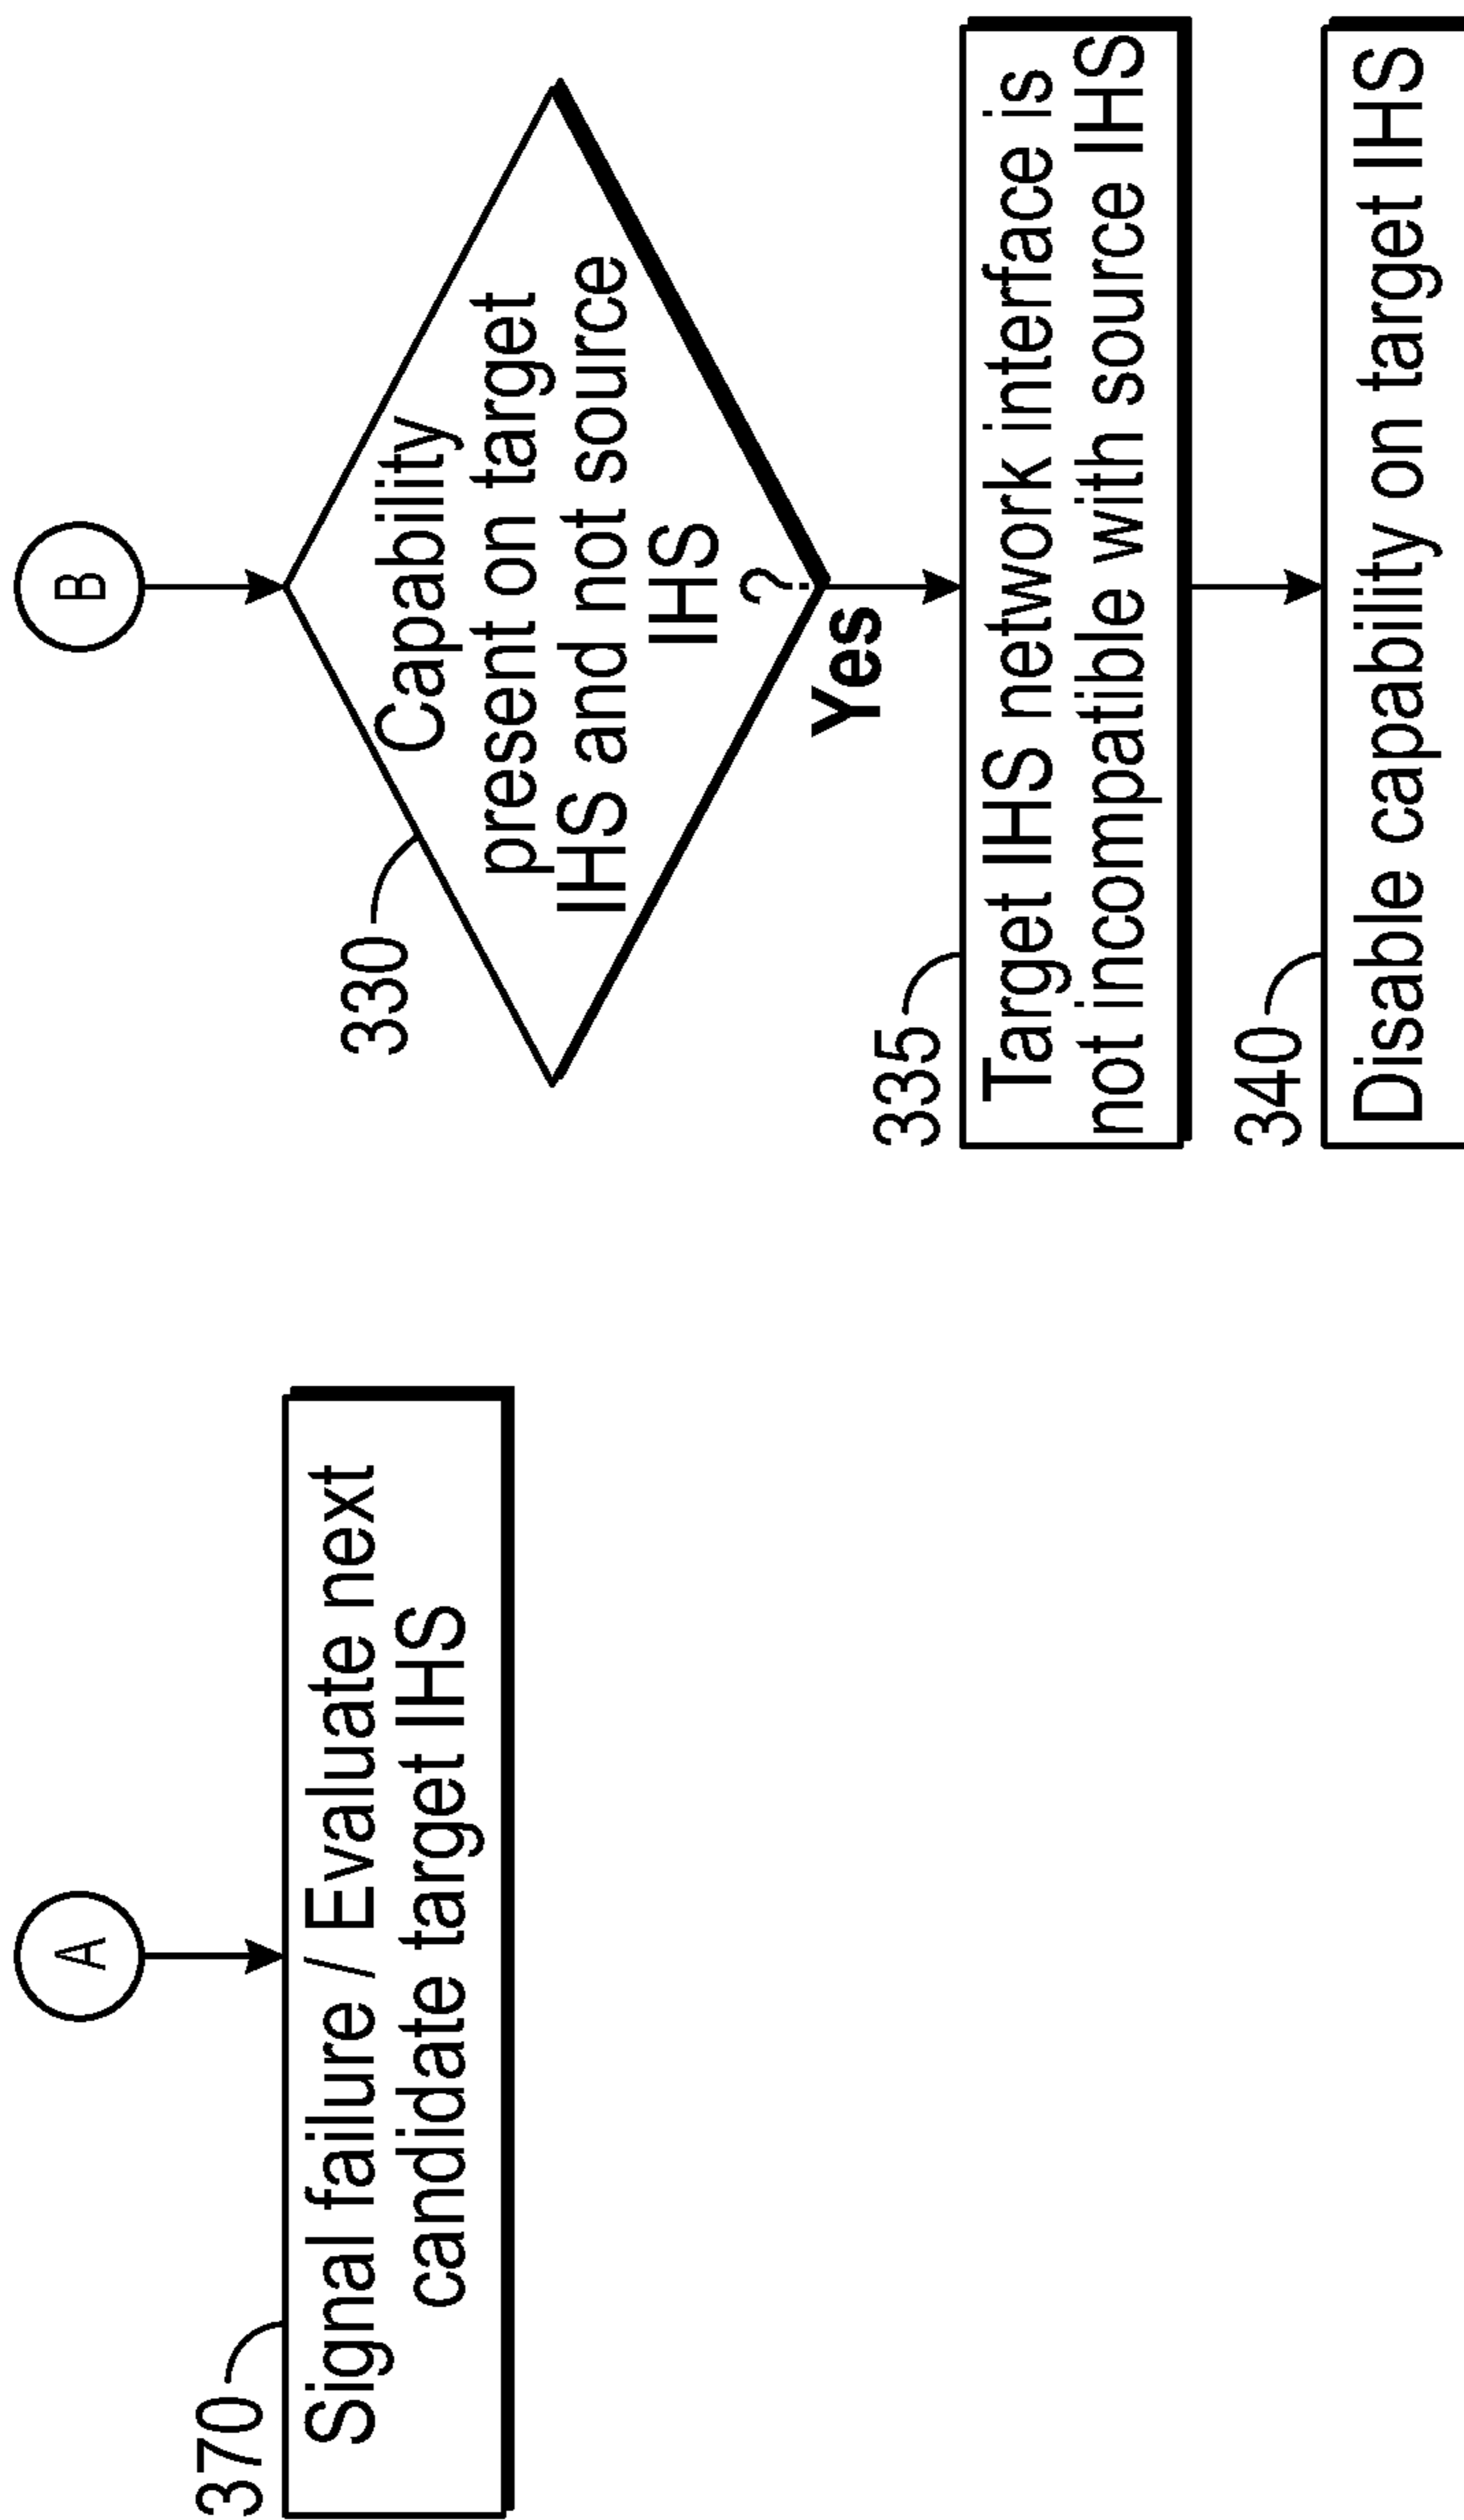 A
370
Signal failure / Evaluate next
candidate target IHS
B
330
Capability
present on target
IHS and not source
IHS
?
Yes
335
Target IHS network interface is
not incompatible with source IHS
340
Disable capability on target IHS